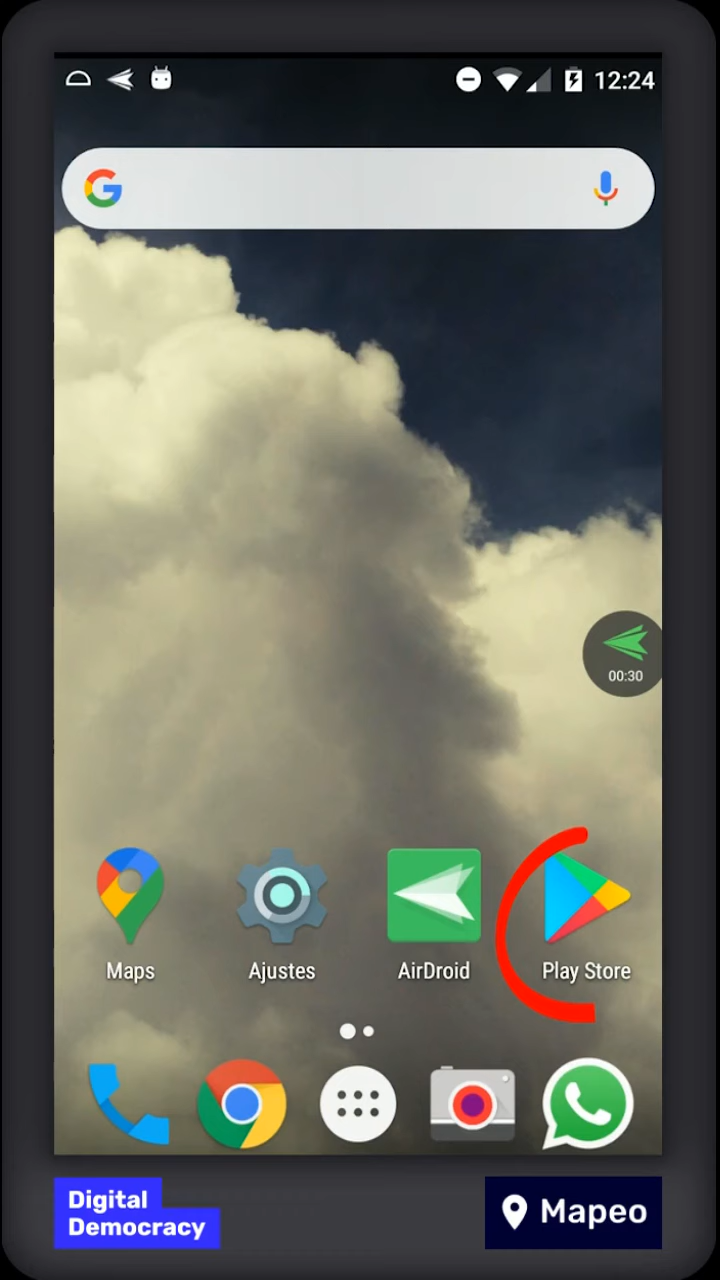 12:24
00:30
Maps
Ajustes
AirDroid
Play Store
Digital
Democracy
Mapeo